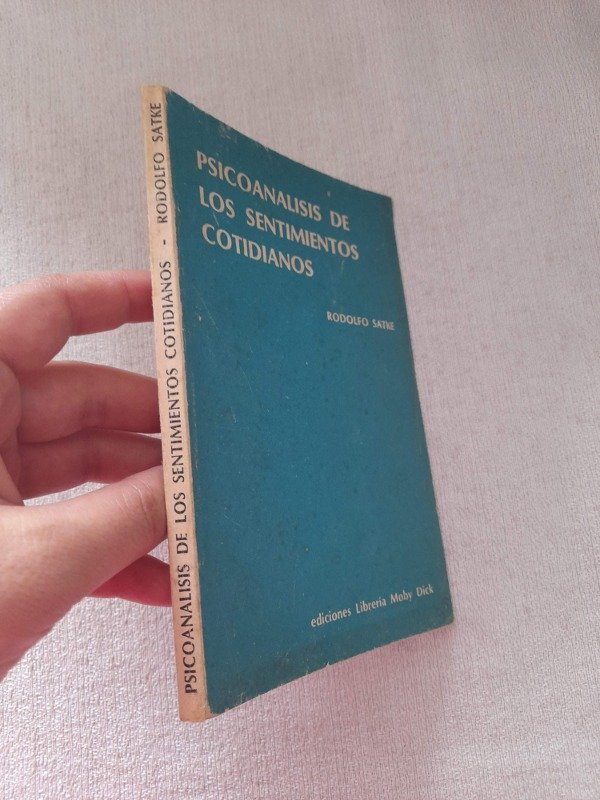 PSICOANALISIS DE LOS SENTIMIENTOS COTIDIANOS - RODOLFO SATKE
PSICOANALISIS DE
LOS SENTIMIENTOS
COTIDIANOS
RODOLFO SATKE
ediciones Librería Moby Dick